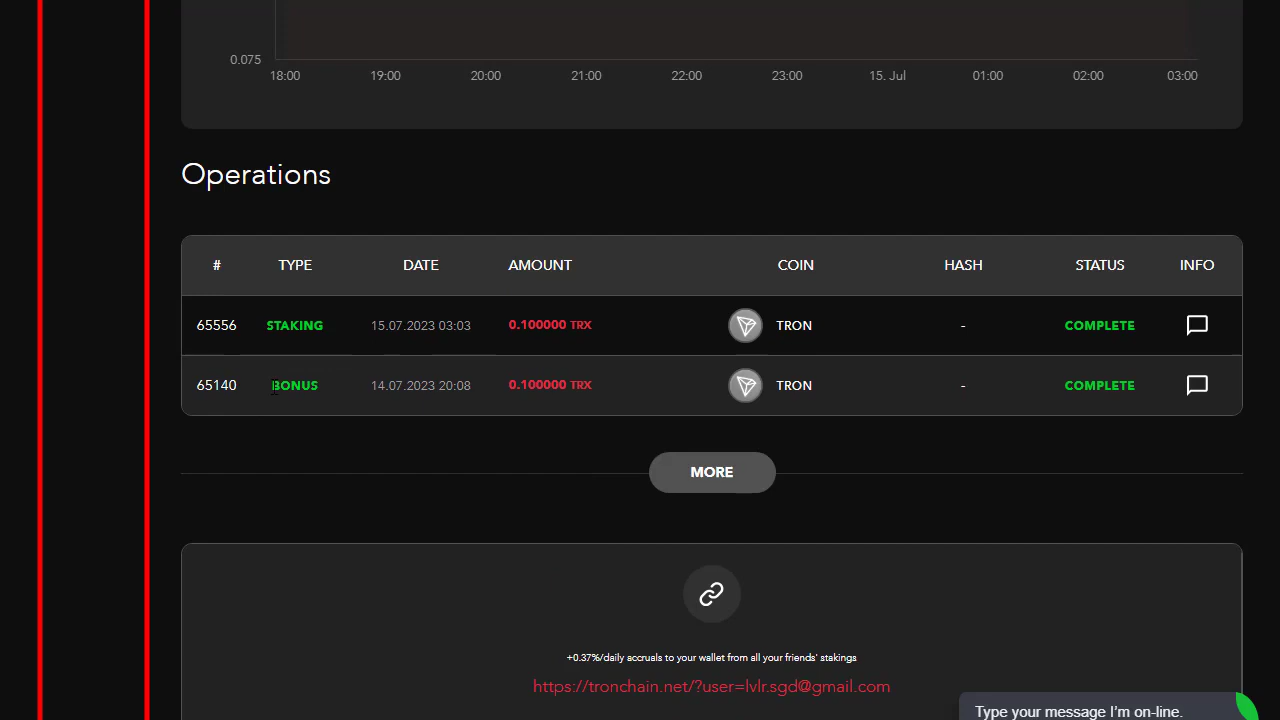 0.075
18:00 19:00 20:00 21:00 22:00 23:00 15. Jul 01:00 02:00 03:00
Operations
# TYPE DATE AMOUNT COIN HASH STATUS INFO
65556 STAKING 15.07.2023 03:03 0.100000 TRX TRON - COMPLETE
65140 BONUS 14.07.2023 20:08 0.100000 TRX TRON - COMPLETE
MORE
+0.37%/daily accruals to your wallet from all your friends' stakings
https://tronchain.net/?user=lvlr.sgd@gmail.com
Type your message I'm on-line.